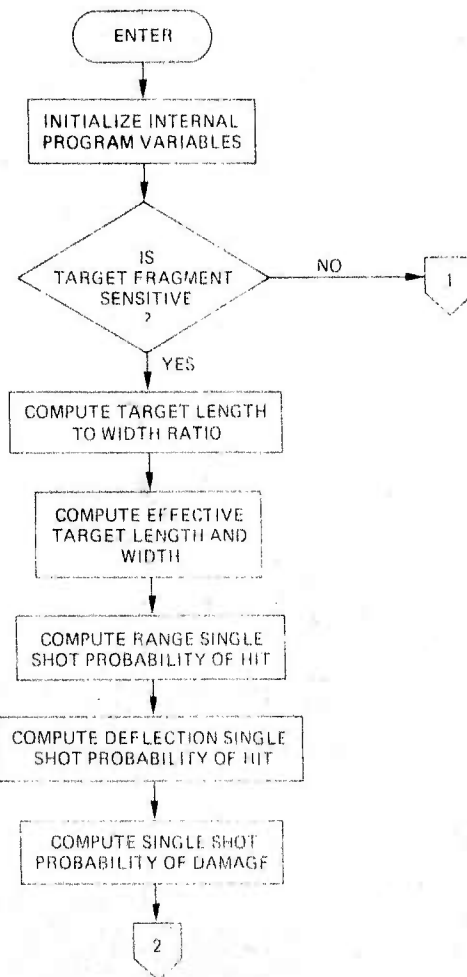 ENTER
INITIALIZE INTERNAL
PROGRAM VARIABLES
IS
TARGET FRAGMENT
SENSITIVE
?
NO
1
YES
COMPUTE TARGET LENGTH
TO WIDTH RATIO
COMPUTE EFFECTIVE
TARGET LENGTH AND
WIDTH
COMPUTE RANGE SINGLE
SHOT PROBABILITY OF HIT
COMPUTE DEFLECTION SINGLE
SHOT PROBABILITY OF HIT
COMPUTE SINGLE SHOT
PROBABILITY OF DAMAGE
2